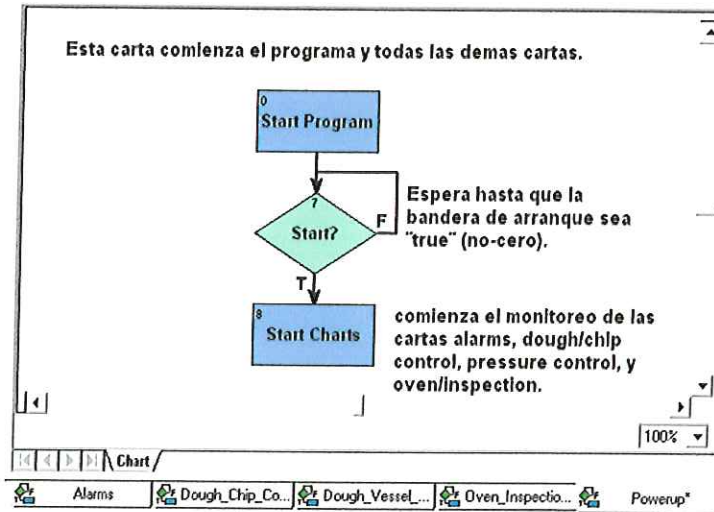 Esta carta comienza el programa y todas las demas cartas.
0
Start Program
7
Start?
F
T
Espera hasta que la
bandera de arranque sea
"true" (no-cero).
8
Start Charts
comienza el monitoreo de las
cartas alarms, dough/chip
control, pressure control, y
oven/inspection.
100%
Chart
Alarms
Dough_Chip_Co...
Dough_Vessel_...
Oven_Inspectio...
Powerup*